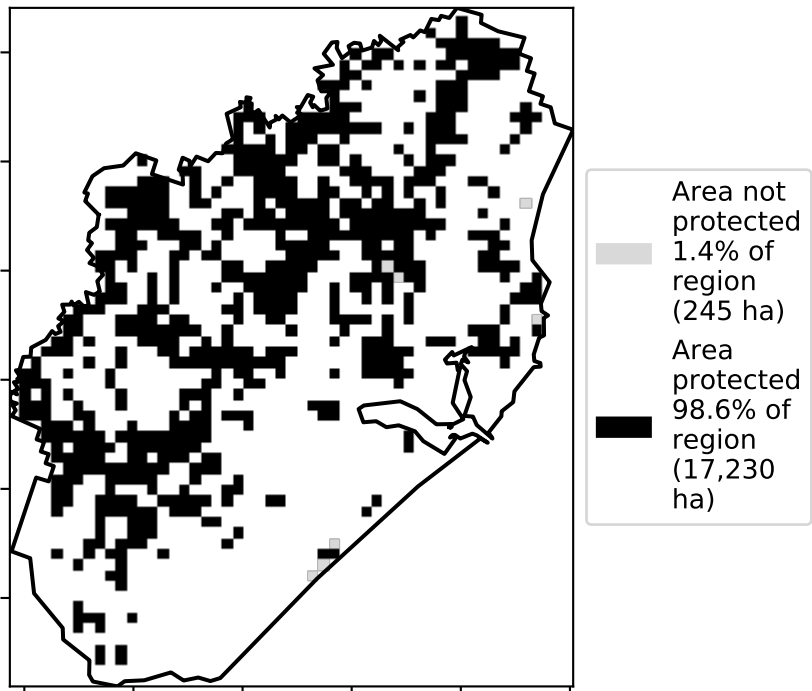 Area not
protected
1.4% of
region
(245 ha)
Area
protected
98.6% of
region
(17,230
ha)